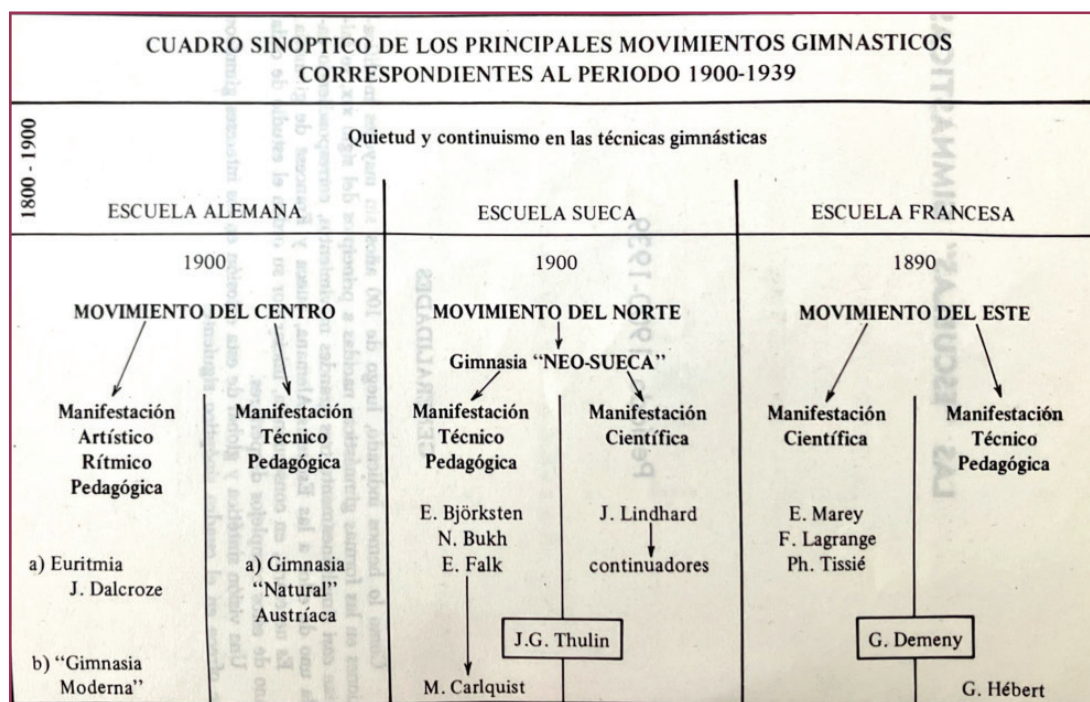 CUADRO SINOPTICO DE LOS PRINCIPALES MOVIMIENTOS GIMNASTICOS
CORRESPONDIENTES AL PERIODO 1900-1939
1800 - 1900
Quietud y continuismo en las técnicas gimnásticas
ESCUELA ALEMANA
ESCUELA SUECA
ESCUELA FRANCESA
1900
MOVIMIENTO DEL CENTRO
Manifestación
Artístico
Rítmico
Pedagógica
Manifestación
Técnico
Pedagógica
a) Euritmia
J. Dalcroze
a) Gimnasia
"Natural"
Austríaca
b) "Gimnasia
Moderna"
1900
MOVIMIENTO DEL NORTE
Gimnasia "NEO-SUECA"
Manifestación
Técnico
Pedagógica
Manifestación
Científica
E. Björksten
N. Bukh
E. Falk
J. Lindhard
continuadores
J.G. Thulin
M. Carlquist
1890
MOVIMIENTO DEL ESTE
Manifestación
Científica
Manifestación
Técnico
Pedagógica
E. Marey
F. Lagrange
Ph. Tissié
G. Demeny
G. Hébert